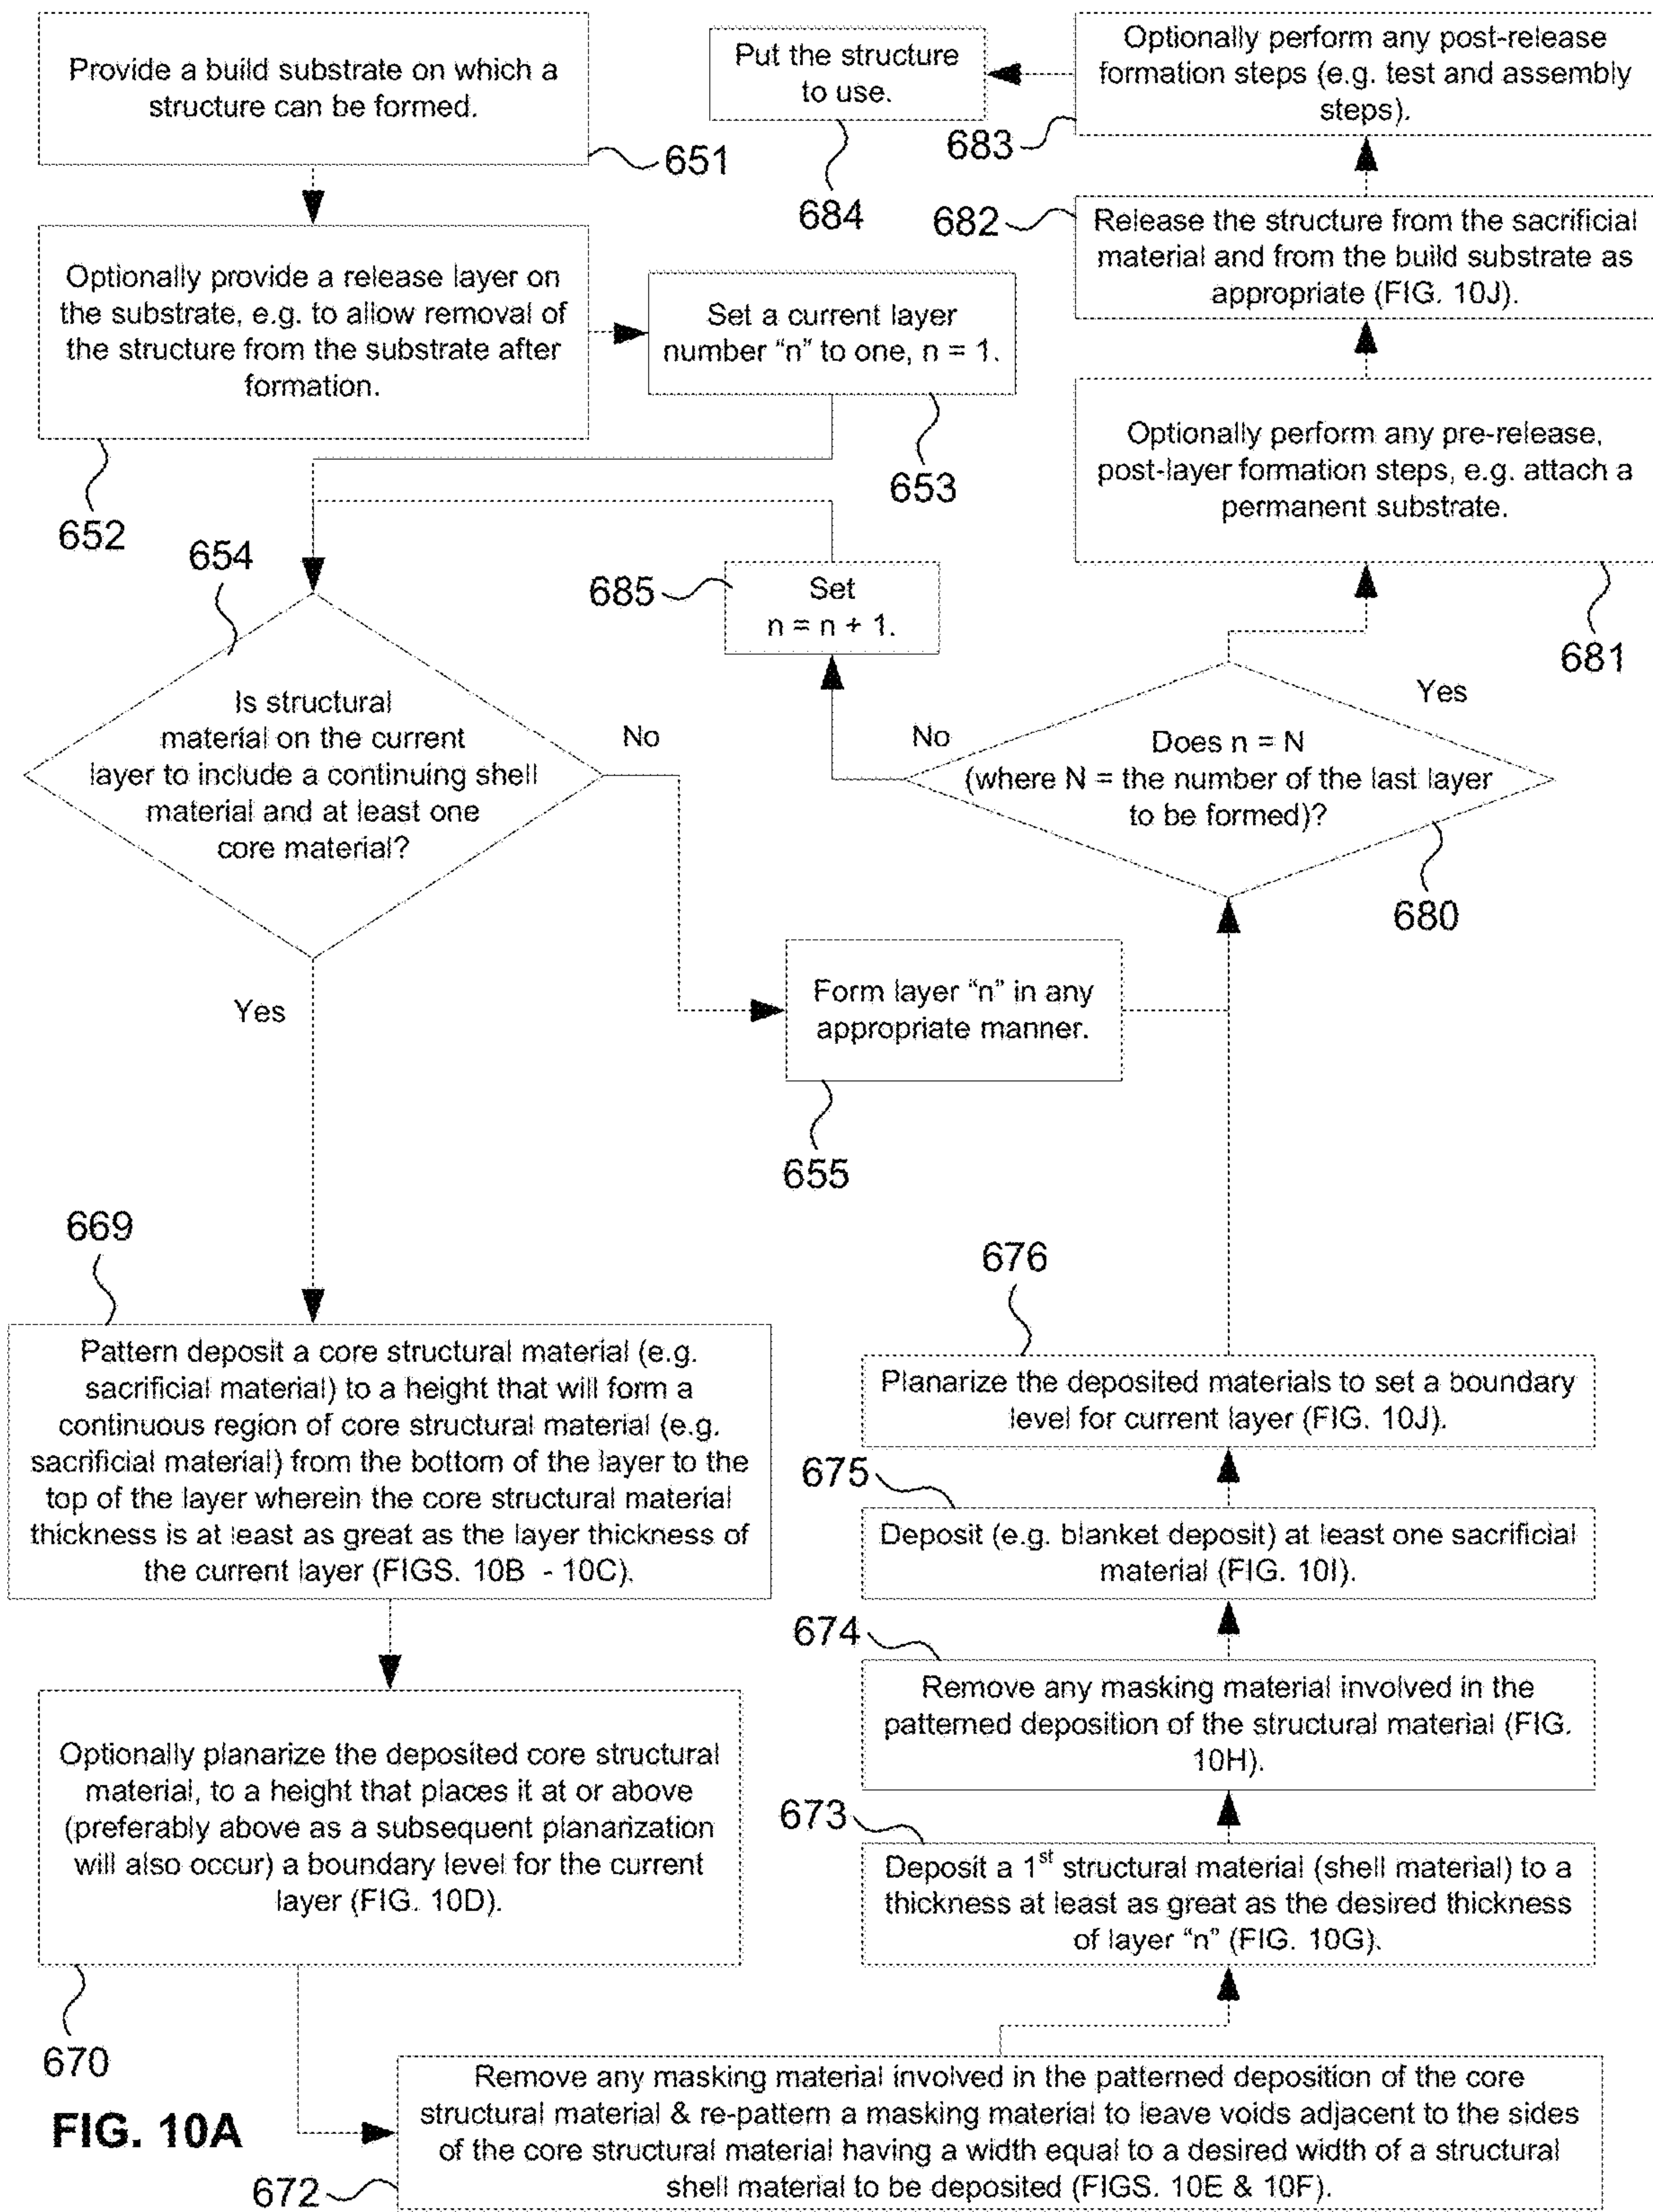 Provide a build substrate on which a
structure can be formed.
651
Optionally provide a release layer on
the substrate, e.g. to allow removal of
the structure from the substrate after
formation.
652
Set a current layer
number “n” to one, n = 1.
653
654
Is structural
material on the current
layer to include a continuing shell
material and at least one
core material?
No
Yes
Form layer “n” in any
appropriate manner.
655
669
Pattern deposit a core structural material (e.g.
sacrificial material) to a height that will form a
continuous region of core structural material (e.g.
sacrificial material) from the bottom of the layer to the
top of the layer wherein the core structural material
thickness is at least as great as the layer thickness of
the current layer (FIGS. 10B - 10C).
Optionally planarize the deposited core structural
material, to a height that places it at or above
(preferably above as a subsequent planarization
will also occur) a boundary level for the current
layer (FIG. 10D).
670
Remove any masking material involved in the patterned deposition of the core
structural material & re-pattern a masking material to leave voids adjacent to the sides
of the core structural material having a width equal to a desired width of a structural
shell material to be deposited (FIGS. 10E & 10F).
672
673
Deposit a 1st structural material (shell material) to a
thickness at least as great as the desired thickness
of layer “n” (FIG. 10G).
674
Remove any masking material involved in the
patterned deposition of the structural material (FIG.
10H).
675
Deposit (e.g. blanket deposit) at least one sacrificial
material (FIG. 10I).
676
Planarize the deposited materials to set a boundary
level for current layer (FIG. 10J).
Does n = N
(where N = the number of the last layer
to be formed)?
680
No
Yes
685
Set
n = n + 1.
Optionally perform any pre-release,
post-layer formation steps, e.g. attach a
permanent substrate.
681
682
Release the structure from the sacrificial
material and from the build substrate as
appropriate (FIG. 10J).
Optionally perform any post-release
formation steps (e.g. test and assembly
steps).
683
Put the structure
to use.
684
FIG. 10A